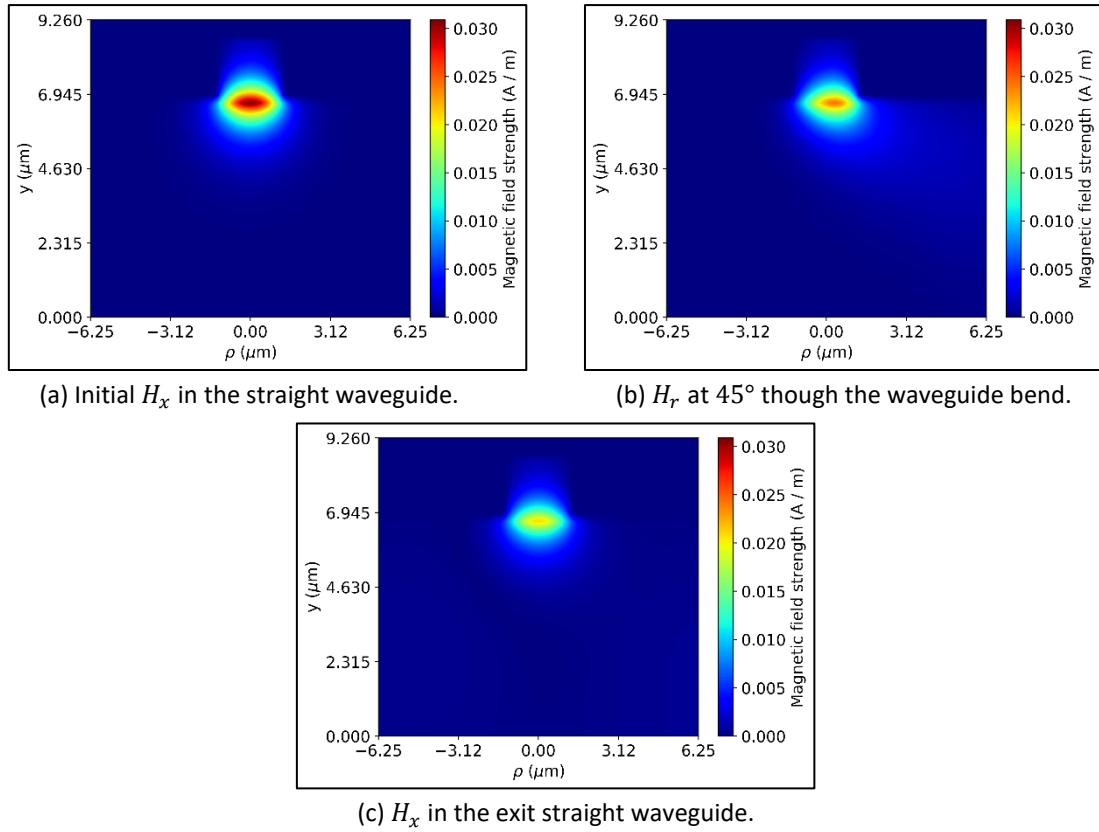 9.260
6.945
4.630
2.315
0.000
y (μm)
−6.25 −3.12 0.00 3.12 6.25
ρ (μm)
0.030
0.025
0.020
0.015
0.010
0.005
0.000
Magnetic field strength (A / m)
(a) Initial H_x in the straight waveguide.
9.260
6.945
4.630
2.315
0.000
y (μm)
−6.25 −3.12 0.00 3.12 6.25
ρ (μm)
0.030
0.025
0.020
0.015
0.010
0.005
0.000
Magnetic field strength (A / m)
(b) H_r at 45° though the waveguide bend.
9.260
6.945
4.630
2.315
0.000
y (μm)
−6.25 −3.12 0.00 3.12 6.25
ρ (μm)
0.030
0.025
0.020
0.015
0.010
0.005
0.000
Magnetic field strength (A / m)
(c) H_x in the exit straight waveguide.